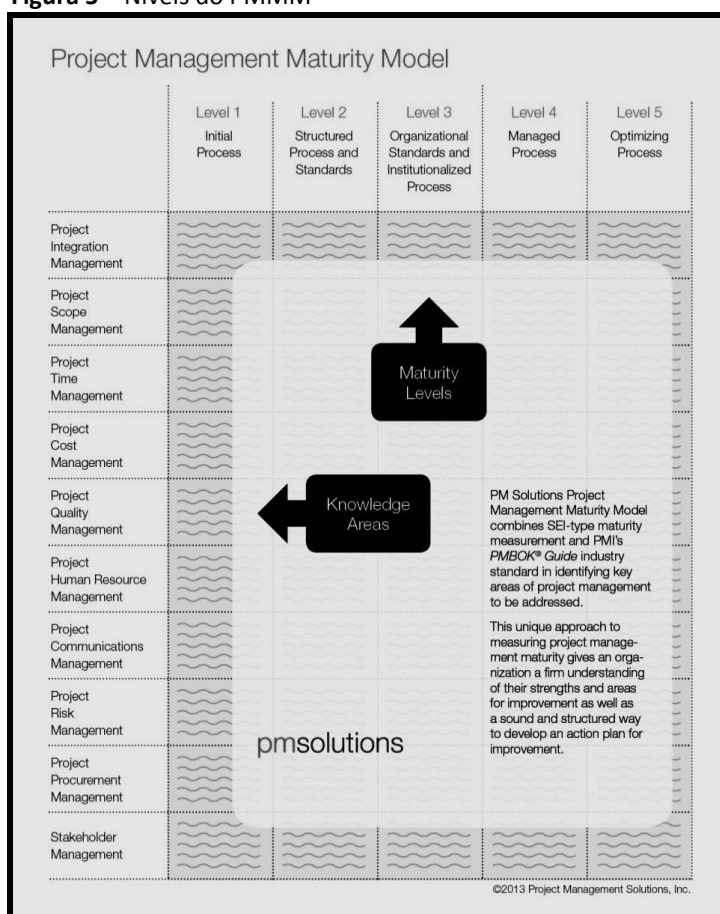 Figura 3 – Níveis do PMMM
Project Management Maturity Model
Level 1
Initial
Process
Level 2
Structured
Process and
Standards
Level 3
Organizational
Standards and
Institutionalized
Process
Level 4
Managed
Process
Level 5
Optimizing
Process
Project
Integration
Management
Project
Scope
Management
Project
Time
Management
Project
Cost
Management
Project
Quality
Management
Project
Human Resource
Management
Project
Communications
Management
Project
Risk
Management
Project
Procurement
Management
Stakeholder
Management
Maturity
Levels
Knowledge
Areas
PM Solutions Project
Management Maturity Model
combines SEI-type maturity
measurement and PMI's
PMBOK® Guide industry
standard in identifying key
areas of project management
to be addressed.
This unique approach to
measuring project manage-
ment maturity gives an orga-
nization a firm understanding
of their strengths and areas
for improvement as well as
a sound and structured way
to develop an action plan for
improvement.
pmsolutions
©2013 Project Management Solutions, Inc.